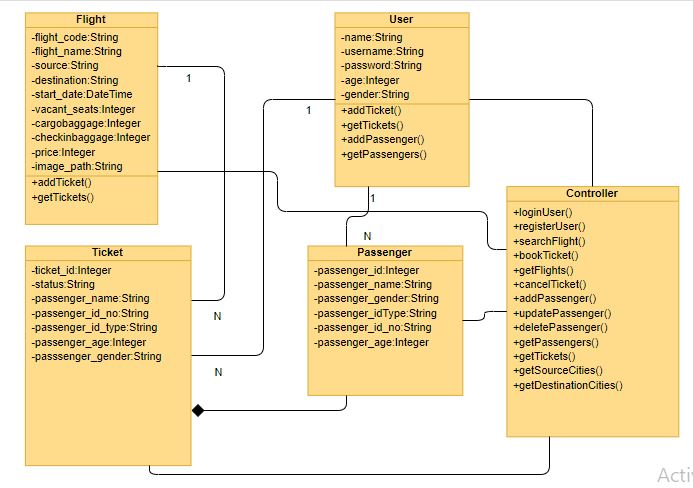 Flight
-flight_code:String
-flight_name:String
-source:String
-destination:String
-start_date:DateTime
-vacant_seats:Integer
-cargobaggage:Integer
-checkinbaggage:Integer
-price:Integer
-image_path:String
+addTicket()
+getTickets()
User
-name:String
-username:String
-password:String
-age:Integer
-gender:String
+addTicket()
+getTickets()
+addPassenger()
+getPassengers()
1
1
1
N
N
N
Controller
+loginUser()
+registerUser()
+searchFlight()
+bookTicket()
+getFlights()
+cancelTicket()
+addPassenger()
+updatePassenger()
+deletePassenger()
+getPassengers()
+getTickets()
+getSourceCities()
+getDestinationCities()
Ticket
-ticket_id:Integer
-status:String
-passenger_name:String
-passenger_id_no:String
-passenger_id_type:String
-passenger_age:Integer
-passsenger_gender:String
Passenger
-passenger_id:Integer
-passenger_name:String
-passenger_gender:String
-passenger_idType:String
-passenger_id_no:String
-passenger_age:Integer
Activ